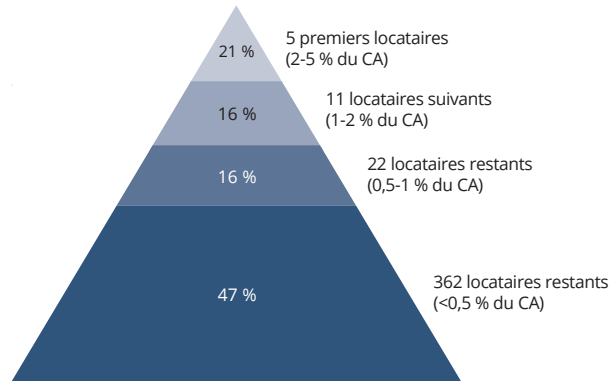 21 %
5 premiers locataires
(2-5 % du CA)
16 %
11 locataires suivants
(1-2 % du CA)
16 %
22 locataires restants
(0,5-1 % du CA)
47 %
362 locataires restants
(<0,5 % du CA)